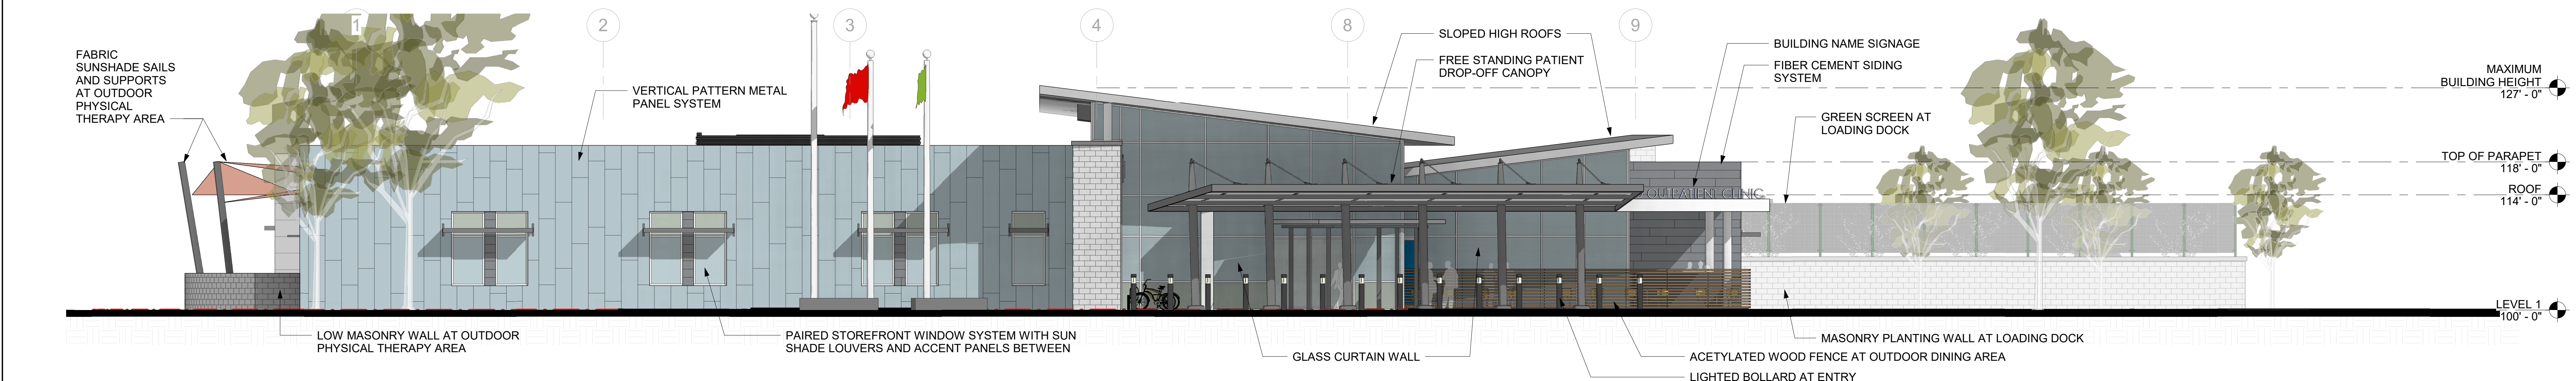 1
2
3
4
8
9
FABRIC
SUNSHADE SAILS
AND SUPPORTS
AT OUTDOOR
PHYSICAL
THERAPY AREA
VERTICAL PATTERN METAL
PANEL SYSTEM
SLOPED HIGH ROOFS
FREE STANDING PATIENT
DROP-OFF CANOPY
BUILDING NAME SIGNAGE
FIBER CEMENT SIDING
SYSTEM
GREEN SCREEN AT
LOADING DOCK
MAXIMUM
BUILDING HEIGHT
127' - 0"
TOP OF PARAPET
118' - 0"
ROOF
114' - 0"
LEVEL 1
100' - 0"
OUTPATIENT CLINIC
LOW MASONRY WALL AT OUTDOOR
PHYSICAL THERAPY AREA
PAIRED STOREFRONT WINDOW SYSTEM WITH SUN
SHADE LOUVERS AND ACCENT PANELS BETWEEN
GLASS CURTAIN WALL
MASONRY PLANTING WALL AT LOADING DOCK
ACETYLATED WOOD FENCE AT OUTDOOR DINING AREA
LIGHTED BOLLARD AT ENTRY